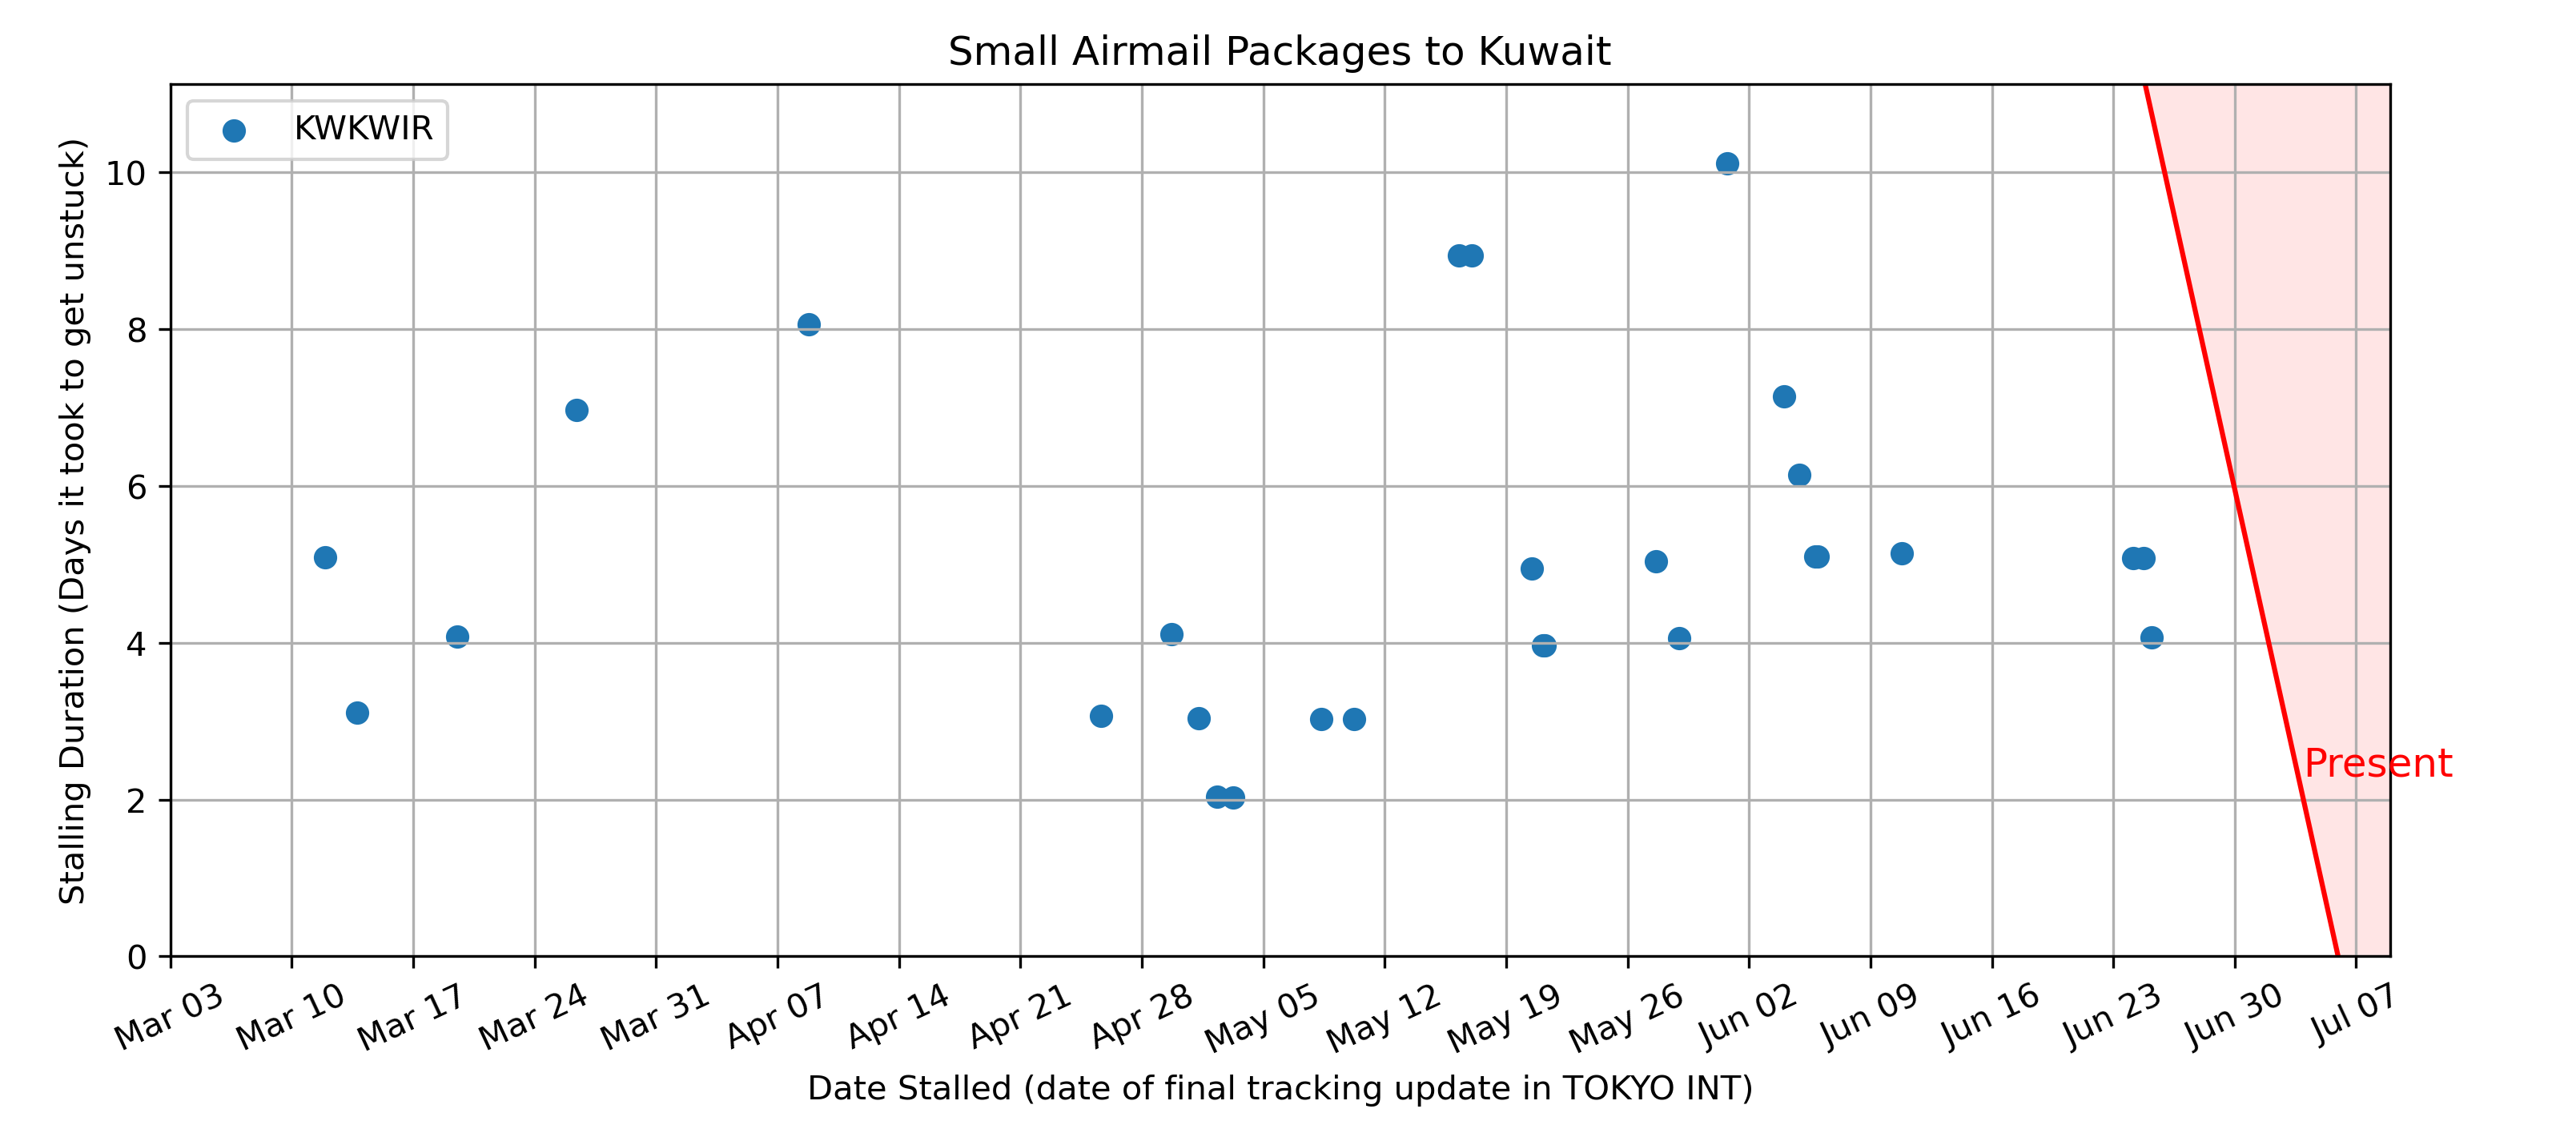 Small Airmail Packages to Kuwait
KWKWIR
Stalling Duration (Days it took to get unstuck)
10
8
6
4
2
0
Present
Mar 03
Mar 10
Mar 17
Mar 24
Mar 31
Apr 07
Apr 14
Apr 21
Apr 28
May 05
May 12
May 19
May 26
Jun 02
Jun 09
Jun 16
Jun 23
Jun 30
Jul 07
Date Stalled (date of final tracking update in TOKYO INT)